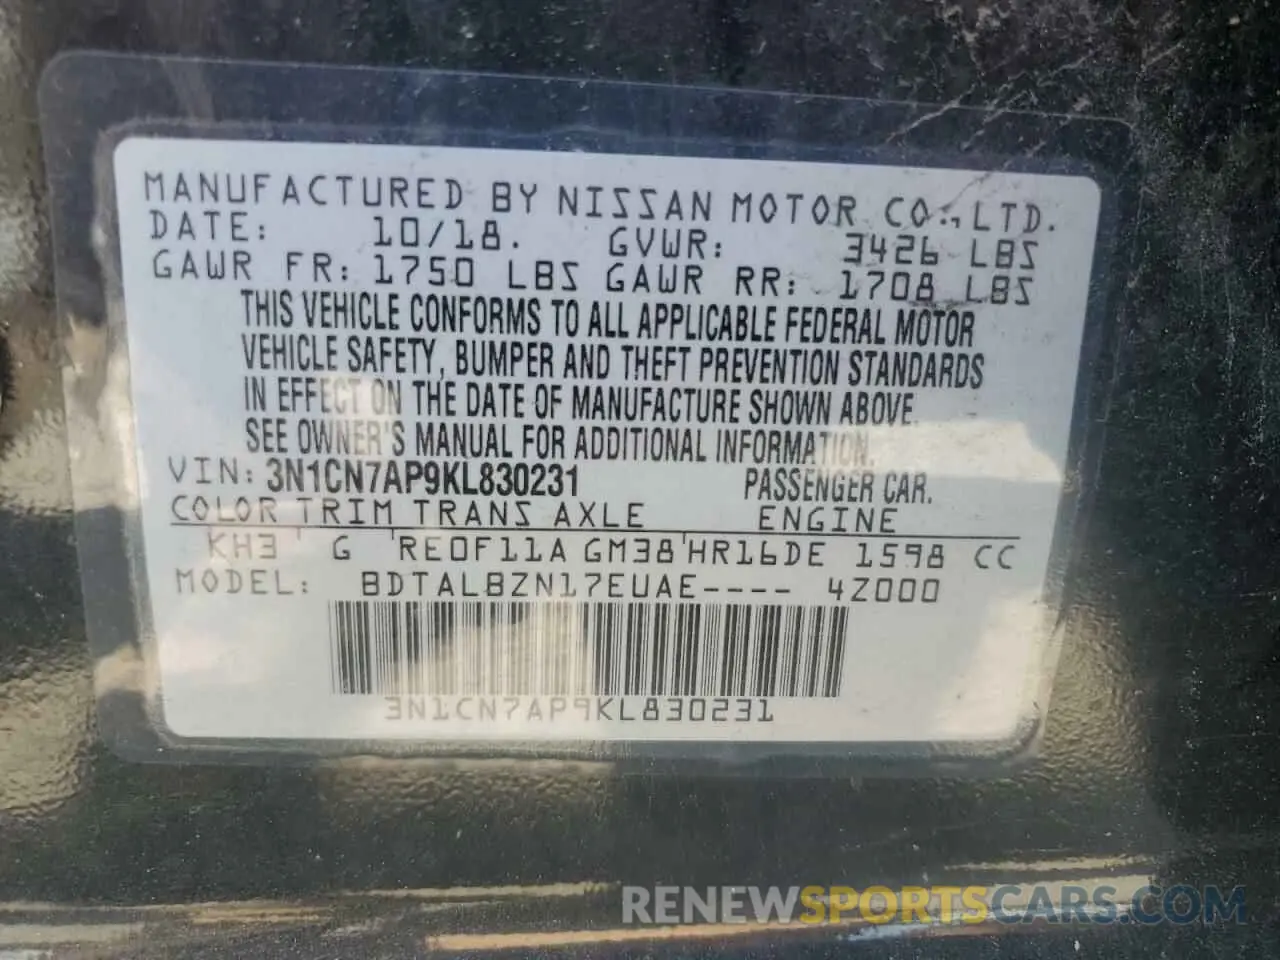 MANUFACTURED BY NISSAN MOTOR CO., LTD.
DATE: 10/18. GVWR: 3426 LBS
GAWR FR: 1750 LBS GAWR RR: 1708 LBS
THIS VEHICLE CONFORMS TO ALL APPLICABLE FEDERAL MOTOR
VEHICLE SAFETY, BUMPER AND THEFT PREVENTION STANDARDS
IN EFFECT ON THE DATE OF MANUFACTURE SHOWN ABOVE.
SEE OWNER'S MANUAL FOR ADDITIONAL INFORMATION.
VIN: 3N1CN7AP9KL830231 PASSENGER CAR.
COLOR TRIM TRANS AXLE ENGINE
KH3 G RE0F11A GM38 HR16DE 1598 CC
MODEL: BDTALBZN17EUAE---- 4Z000
3N1CN7AP9KL830231
RENEWSPORTSCARS.COM